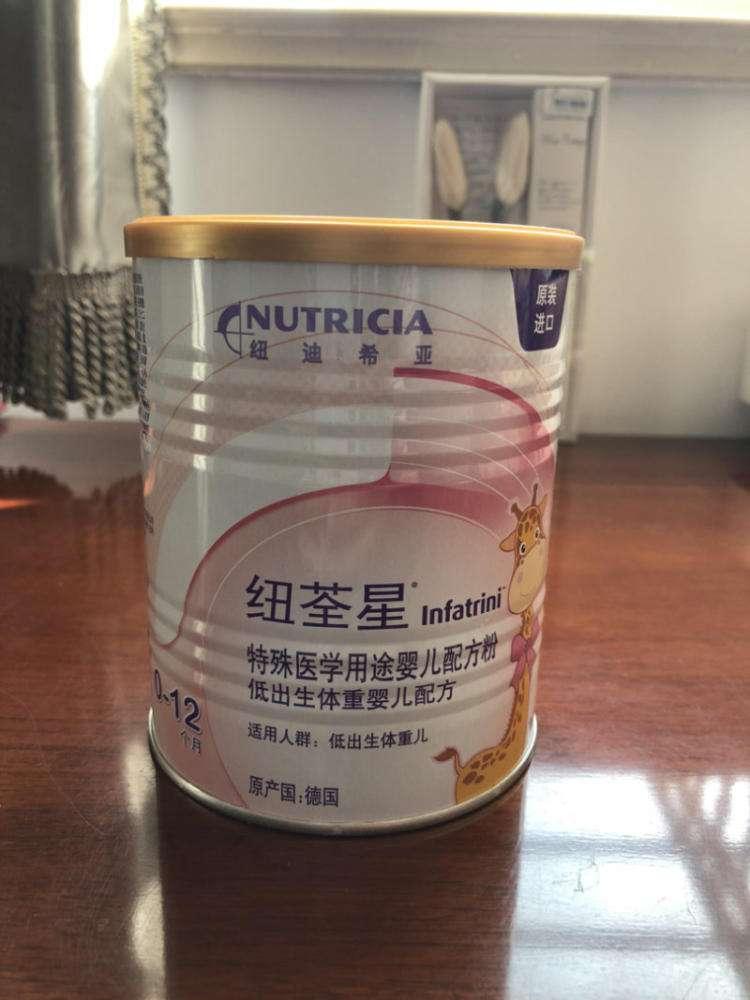 NUTRICIA
纽迪希亚
原装
进口
纽荃星 Infatrini
特殊医学用途婴儿配方粉
低出生体重婴儿配方
0-12
个月
适用人群：低出生体重儿
原产国：德国